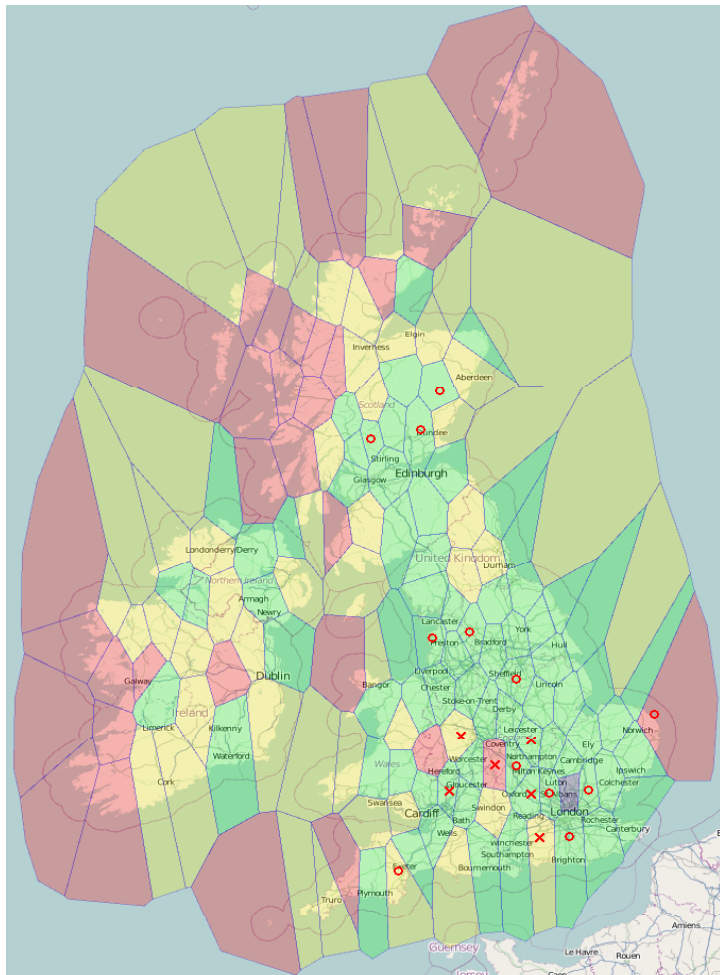 Elgin
Inverness
Aberdeen
Scotland
Dundee
Stirling
Edinburgh
Glasgow
Londonderry/Derry
United Kingdom
Durham
Northern Ireland
Armagh
Newry
Lancaster
York
Preston
Bradford
Hull
Dublin
Liverpool
Sheffield
Galway
Bangor
Chester
Lincoln
Stoke-on-Trent
Derby
Ireland
Limerick
Kilkenny
Leicester
Norwich
Coventry
Ely
Waterford
Worcester
Northampton
Cambridge
Wales
Hereford
Milton Keynes
Ipswich
Cork
Gloucester
Luton
Colchester
Oxford
St Albans
Swansea
Swindon
Cardiff
London
Bath
Reading
Rochester
Canterbury
Wells
Winchester
Southampton
Brighton
Exeter
Bournemouth
Plymouth
Truro
Amiens
Guernsey
Le Havre
Rouen
Jersey
Caen